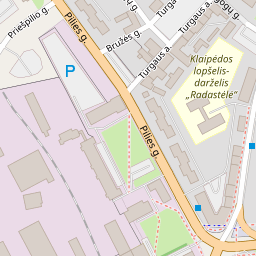 Priešpilio g.
Pilies g.
Turgaus
Bružės g.
Turgaus a.
P
Klaipėdos
lopšelis-
darželis
„Radastėlė“
Pilies g.